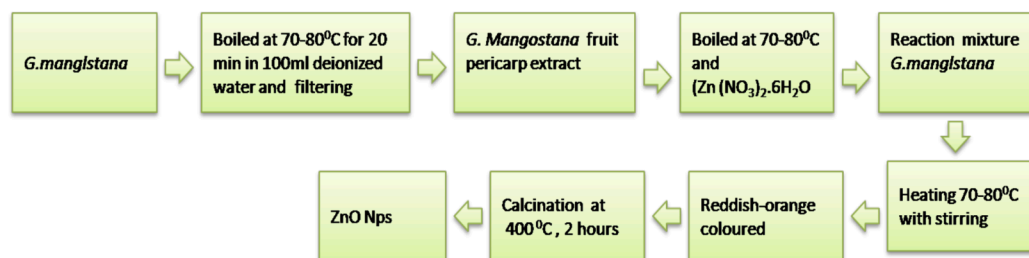 G.manglstana
Boiled at 70-80⁰C for 20
min in 100ml deionized
water and filtering
G. Mangostana fruit
pericarp extract
Boiled at 70-80⁰C
and
(Zn (NO₃)₂.6H₂O
Reaction mixture
G.manglstana
Heating 70-80⁰C
with stirring
Reddish-orange
coloured
Calcination at
400 ⁰C , 2 hours
ZnO Nps